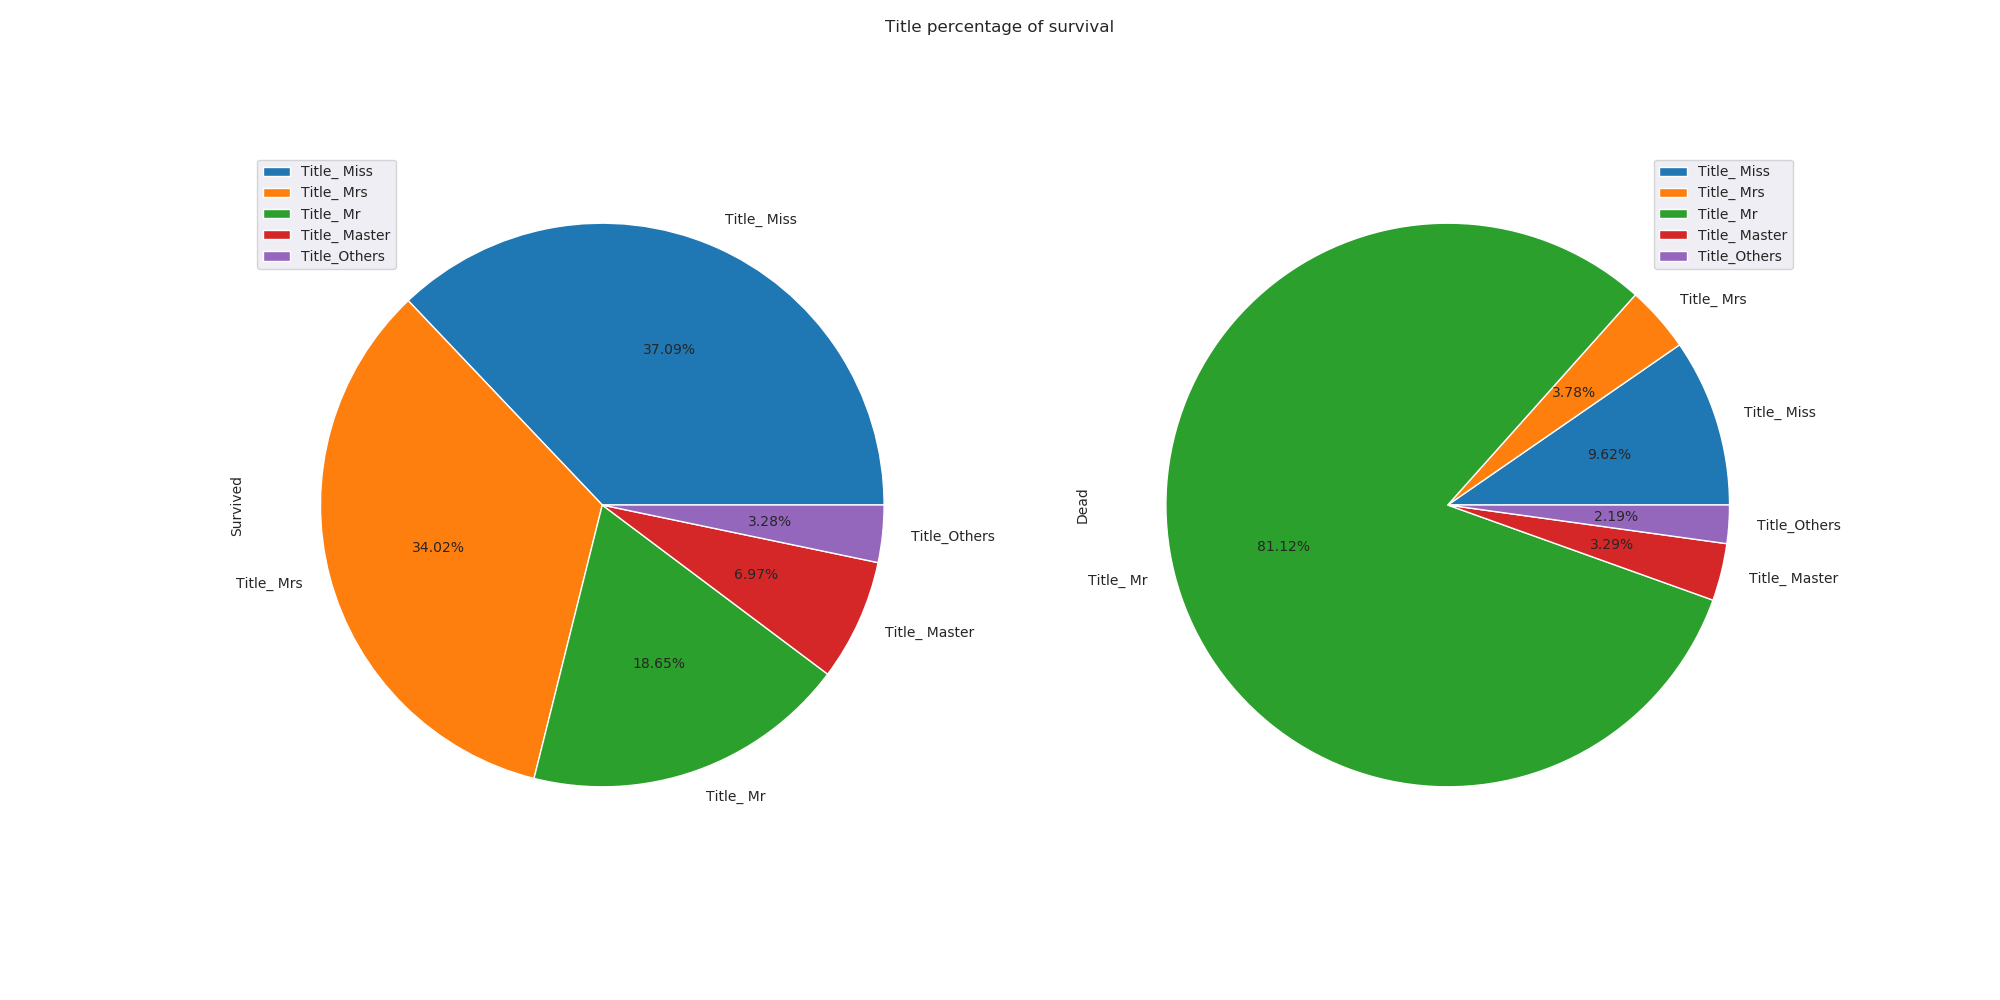 Title percentage of survival
Title_ Miss
Title_ Mrs
Title_ Mr
Title_ Master
Title_Others
Survived
Title_ Miss
37.09%
Title_ Mrs
34.02%
Title_ Mr
18.65%
Title_ Master
6.97%
Title_Others
3.28%
Title_ Miss
Title_ Mrs
Title_ Mr
Title_ Master
Title_Others
Dead
Title_ Miss
9.62%
Title_ Mrs
3.78%
Title_ Mr
81.12%
Title_ Master
3.29%
Title_Others
2.19%